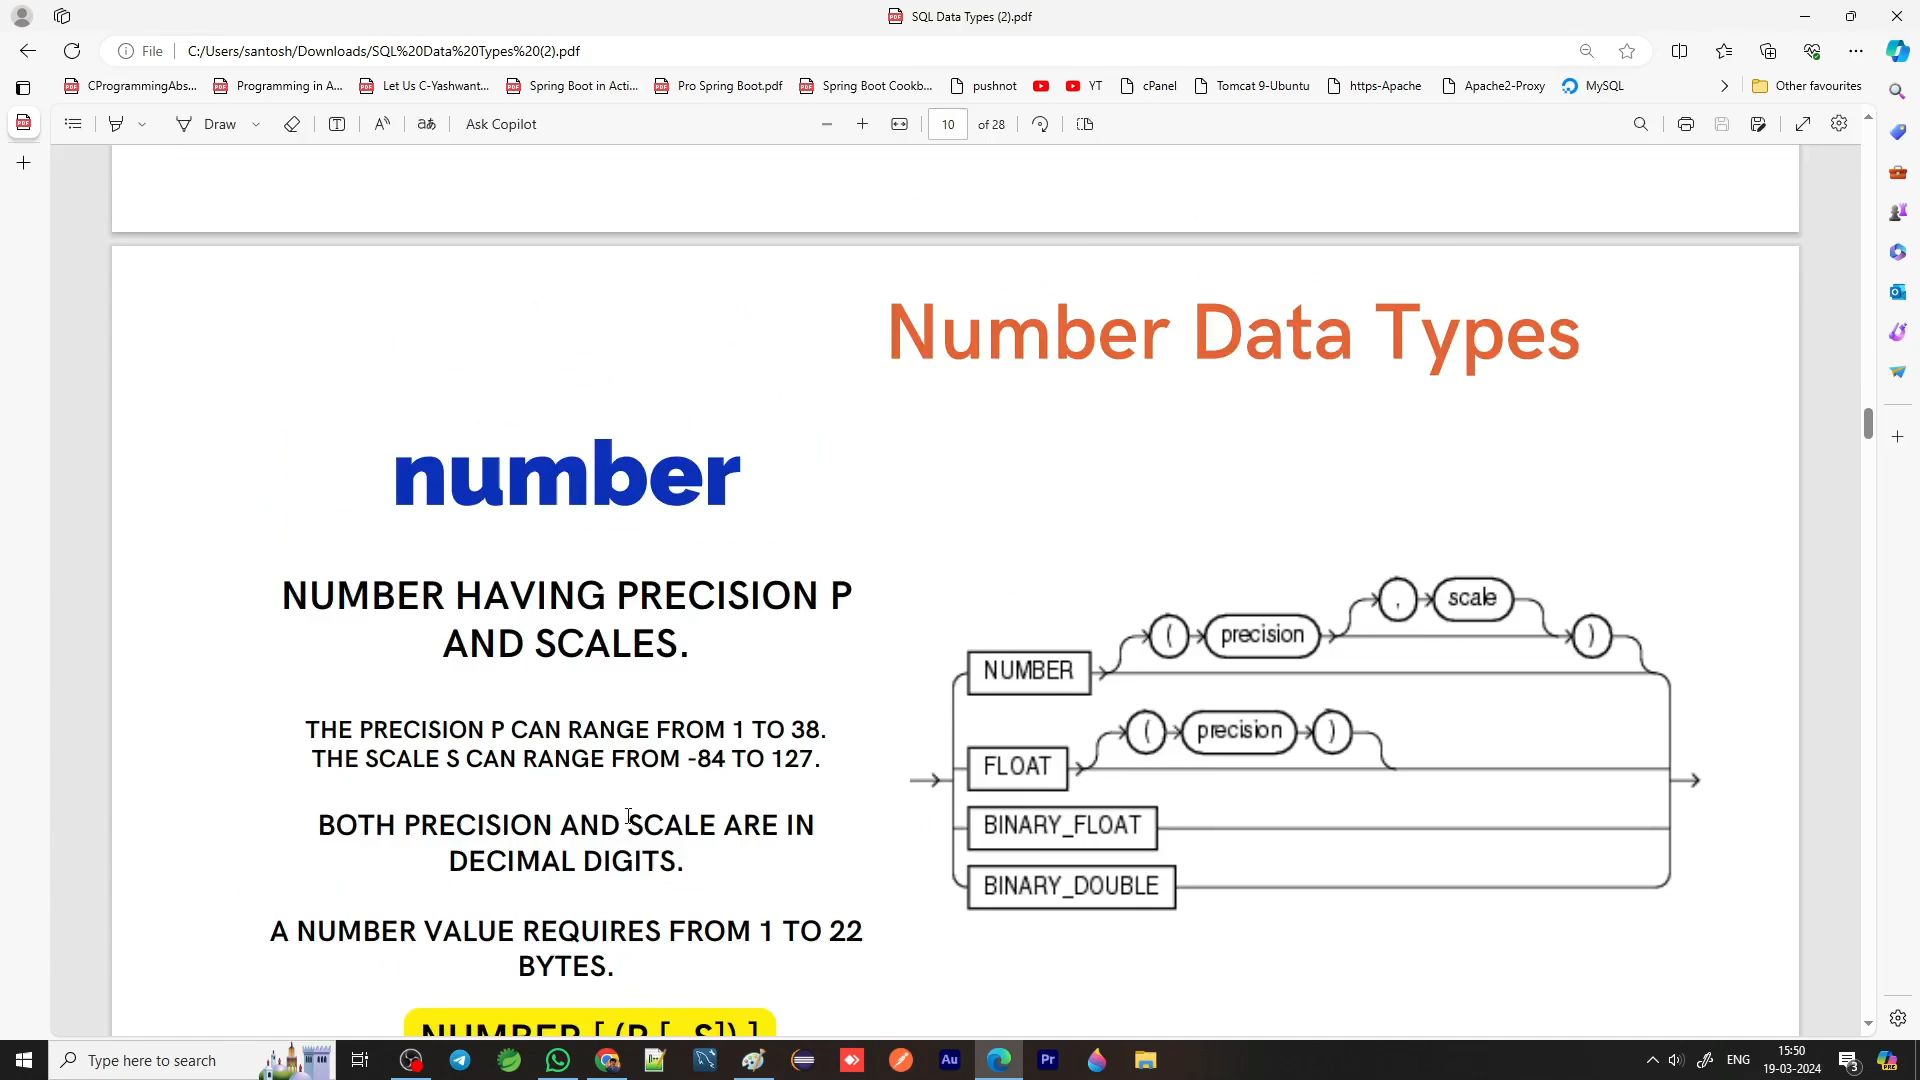 SQL Data Types (2).pdf
File
C:/Users/santosh/Downloads/SQL%20Data%20Types%20(2).pdf
CProgrammingAbs...
Programming in A...
Let Us C-Yashwant...
Spring Boot in Acti...
Pro Spring Boot.pdf
Spring Boot Cookb...
pushnot
YT
cPanel
Tomcat 9-Ubuntu
https-Apache
Apache2-Proxy
MySQL
Other favourites
Draw
Ask Copilot
10 of 28
Number Data Types
number
NUMBER HAVING PRECISION P
AND SCALES.
THE PRECISION P CAN RANGE FROM 1 TO 38.
THE SCALE S CAN RANGE FROM -84 TO 127.
BOTH PRECISION AND SCALE ARE IN
DECIMAL DIGITS.
A NUMBER VALUE REQUIRES FROM 1 TO 22
BYTES.
NUMBER [ (P [, S]) ]
, scale
( precision )
NUMBER
( precision )
FLOAT
BINARY_FLOAT
BINARY_DOUBLE
Type here to search
Au
Pr
ENG
15:50
19-03-2024
3